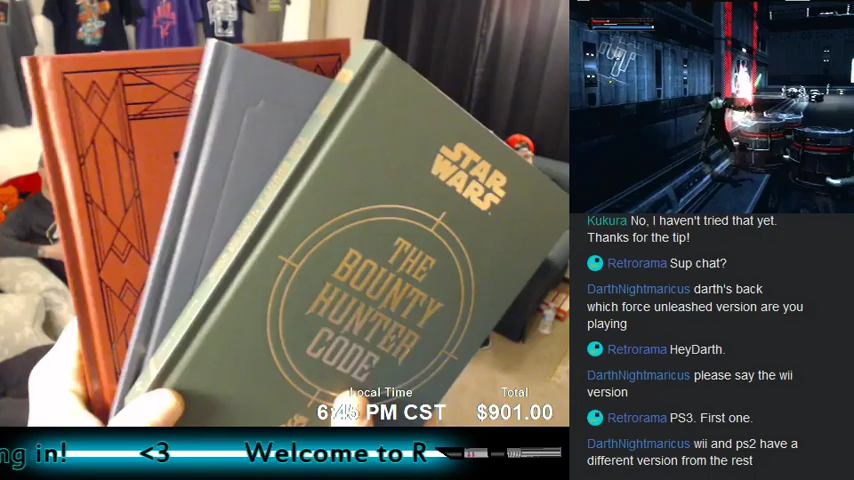 STAR
WARS
THE
BOUNTY
HUNTER
CODE
Local Time
6:45 PM CST
Total
$901.00
ng in!
<3
Welcome to R
Kukura No, I haven't tried that yet.
Thanks for the tip!
Retrorama Sup chat?
DarthNightmaricus darth's back
which force unleashed version are you
playing
Retrorama HeyDarth.
DarthNightmaricus please say the wii
version
Retrorama PS3. First one.
DarthNightmaricus wii and ps2 have a
different version from the rest